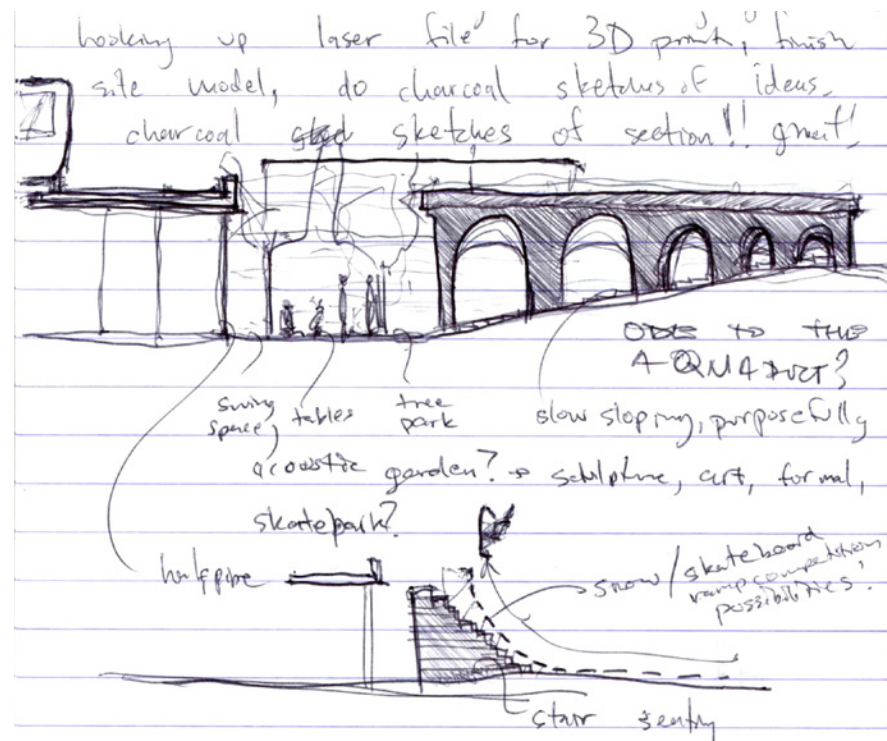 hooking up laser file for 3D print, finish
site model, do charcoal sketches of ideas.
charcoal sketches of section!! great!
ODE TO THE
AQUADUCT?
swing space, tables tree park slow sloping, purposefully
acoustic garden? → sculpture, art, formal,
skatepark?
halfpipe
snow/skateboard
ramp competition
possibilities!
stair seating